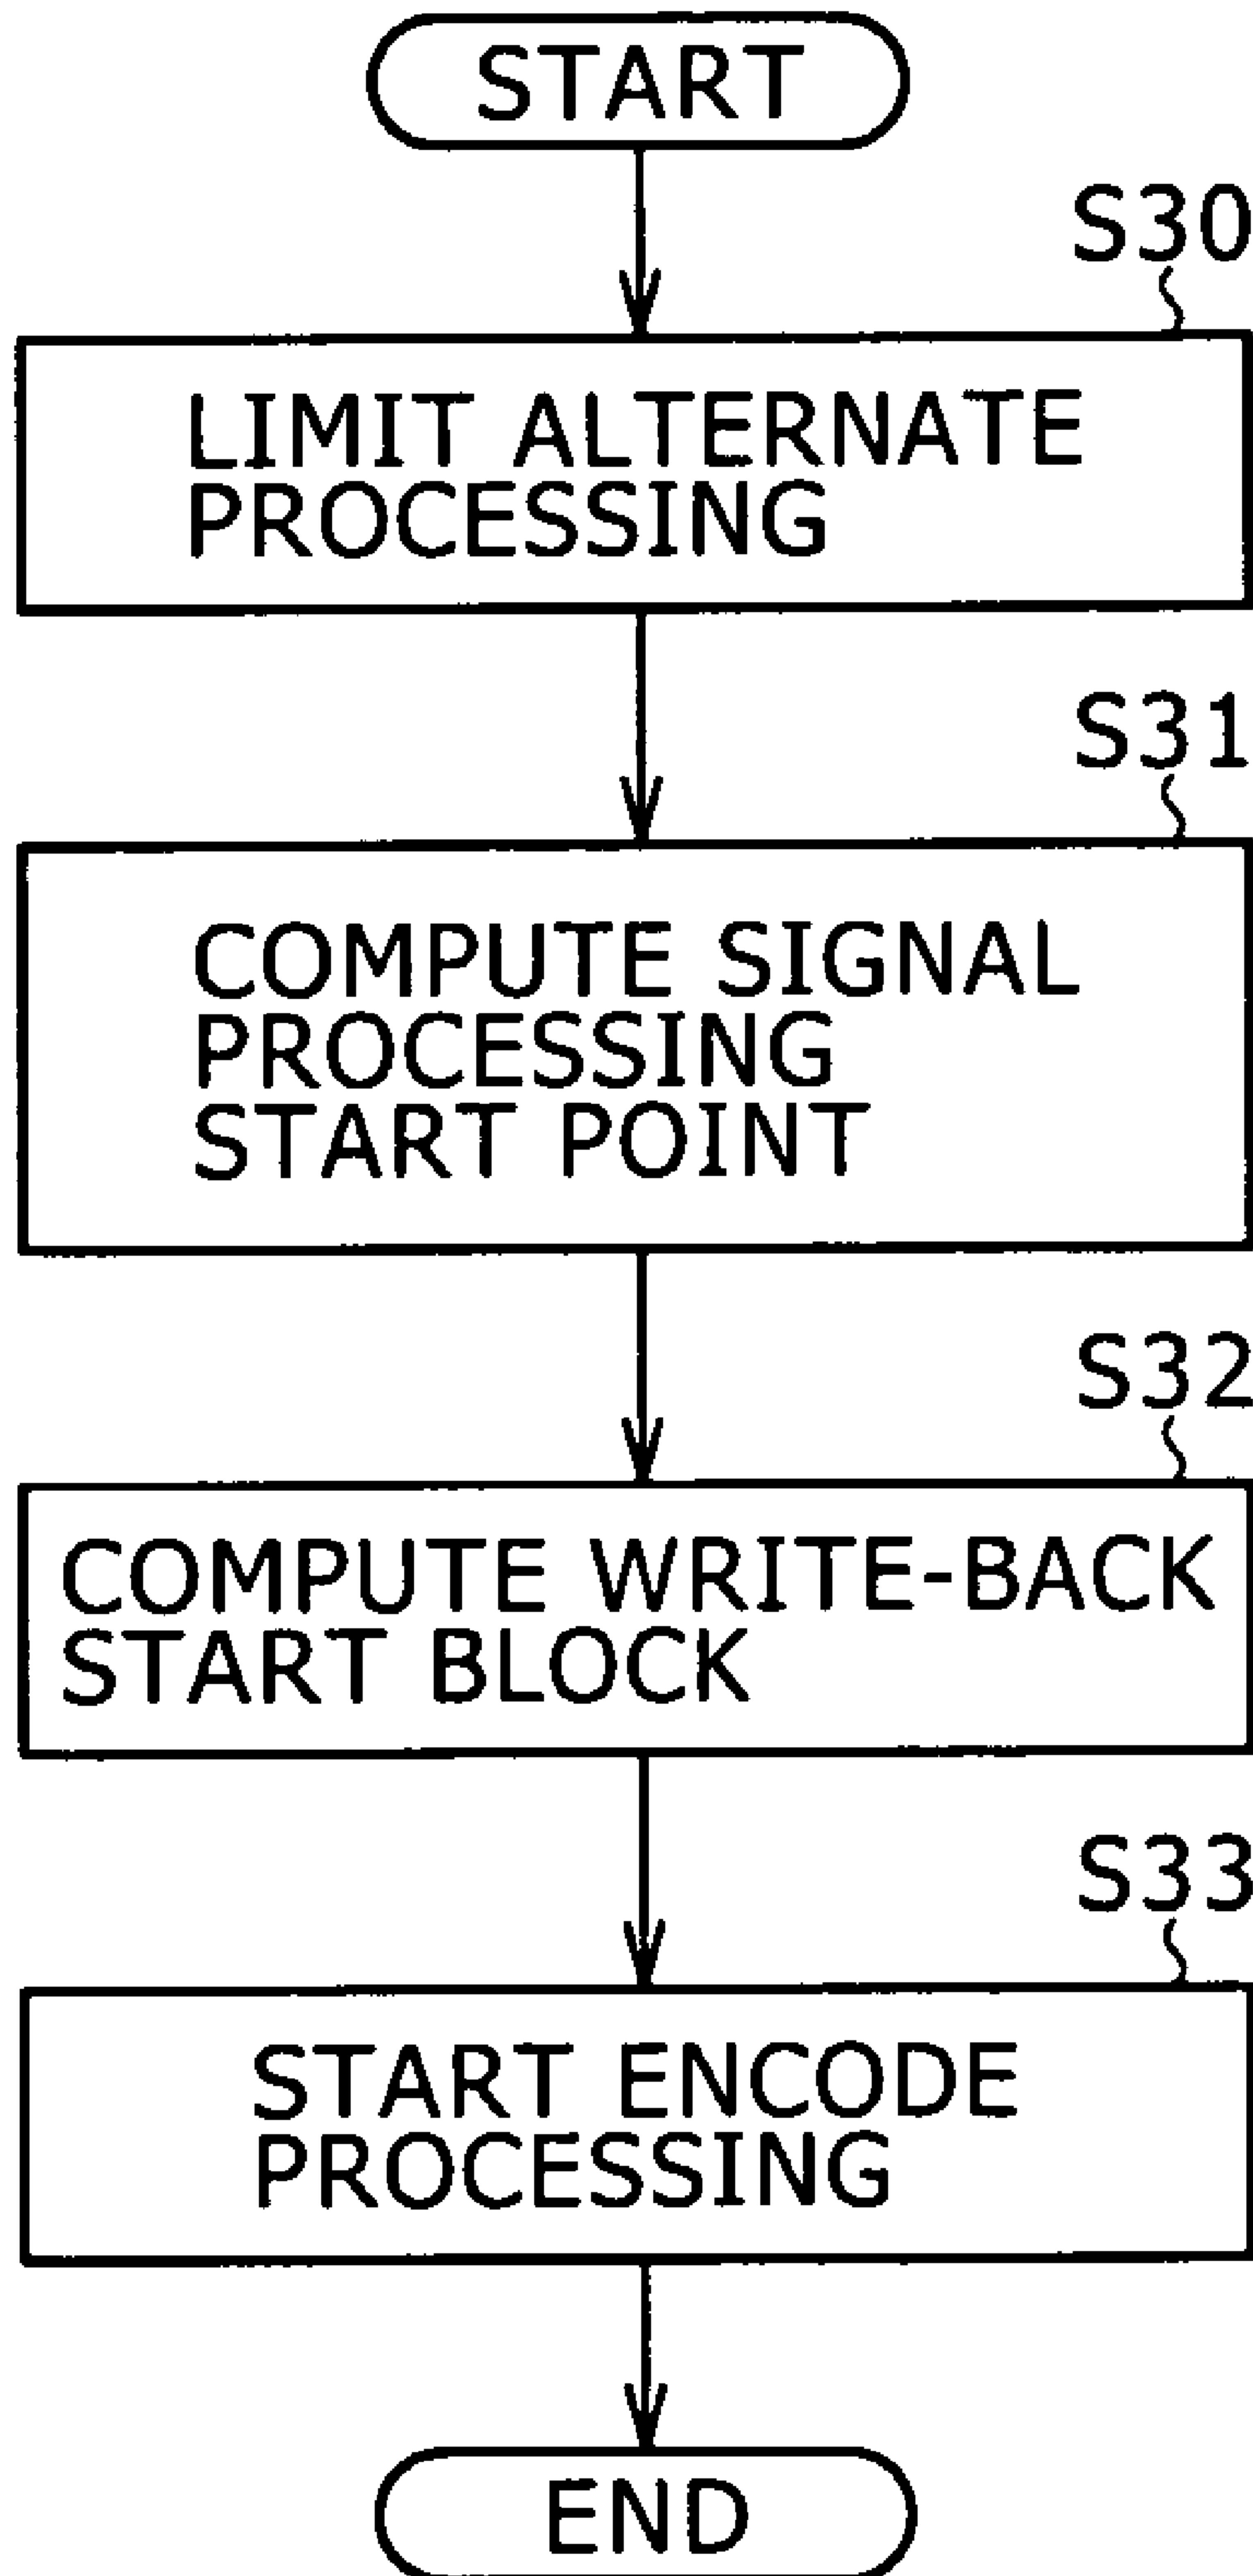 START
S30
LIMIT ALTERNATE
PROCESSING
S31
COMPUTE SIGNAL
PROCESSING
START POINT
S32
COMPUTE WRITE-BACK
START BLOCK
S33
START ENCODE
PROCESSING
END